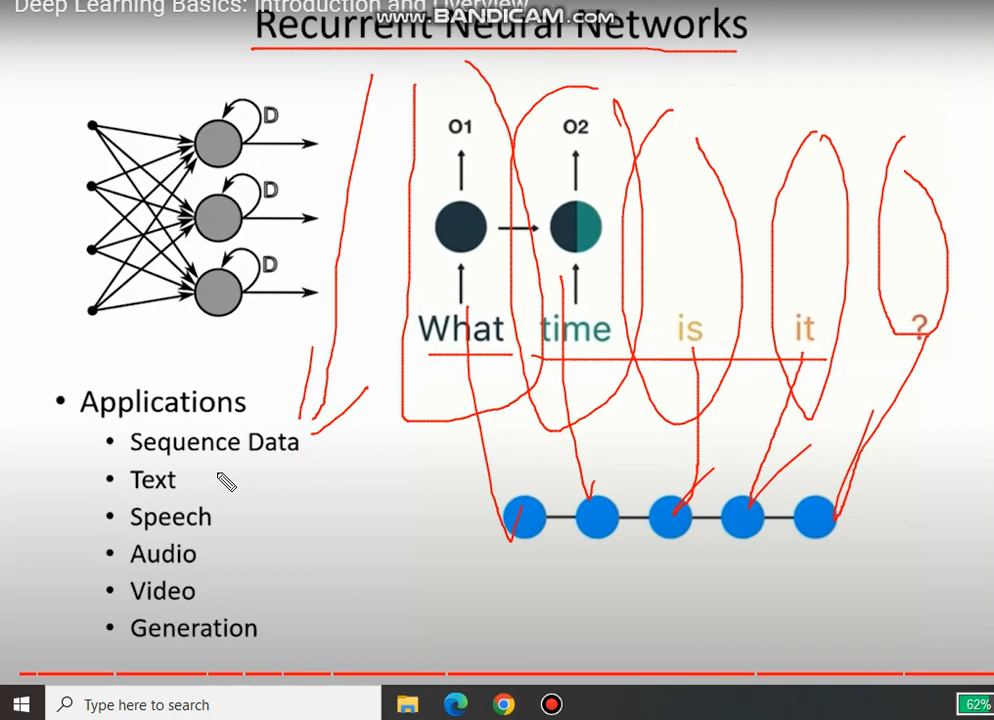 Deep Learning Basics: Introduction and Overview
www.BANDICAM.com
Recurrent Neural Networks
D
D
D
O1 O2
What time is it ?
• Applications
• Sequence Data
• Text
• Speech
• Audio
• Video
• Generation
Type here to search
62%